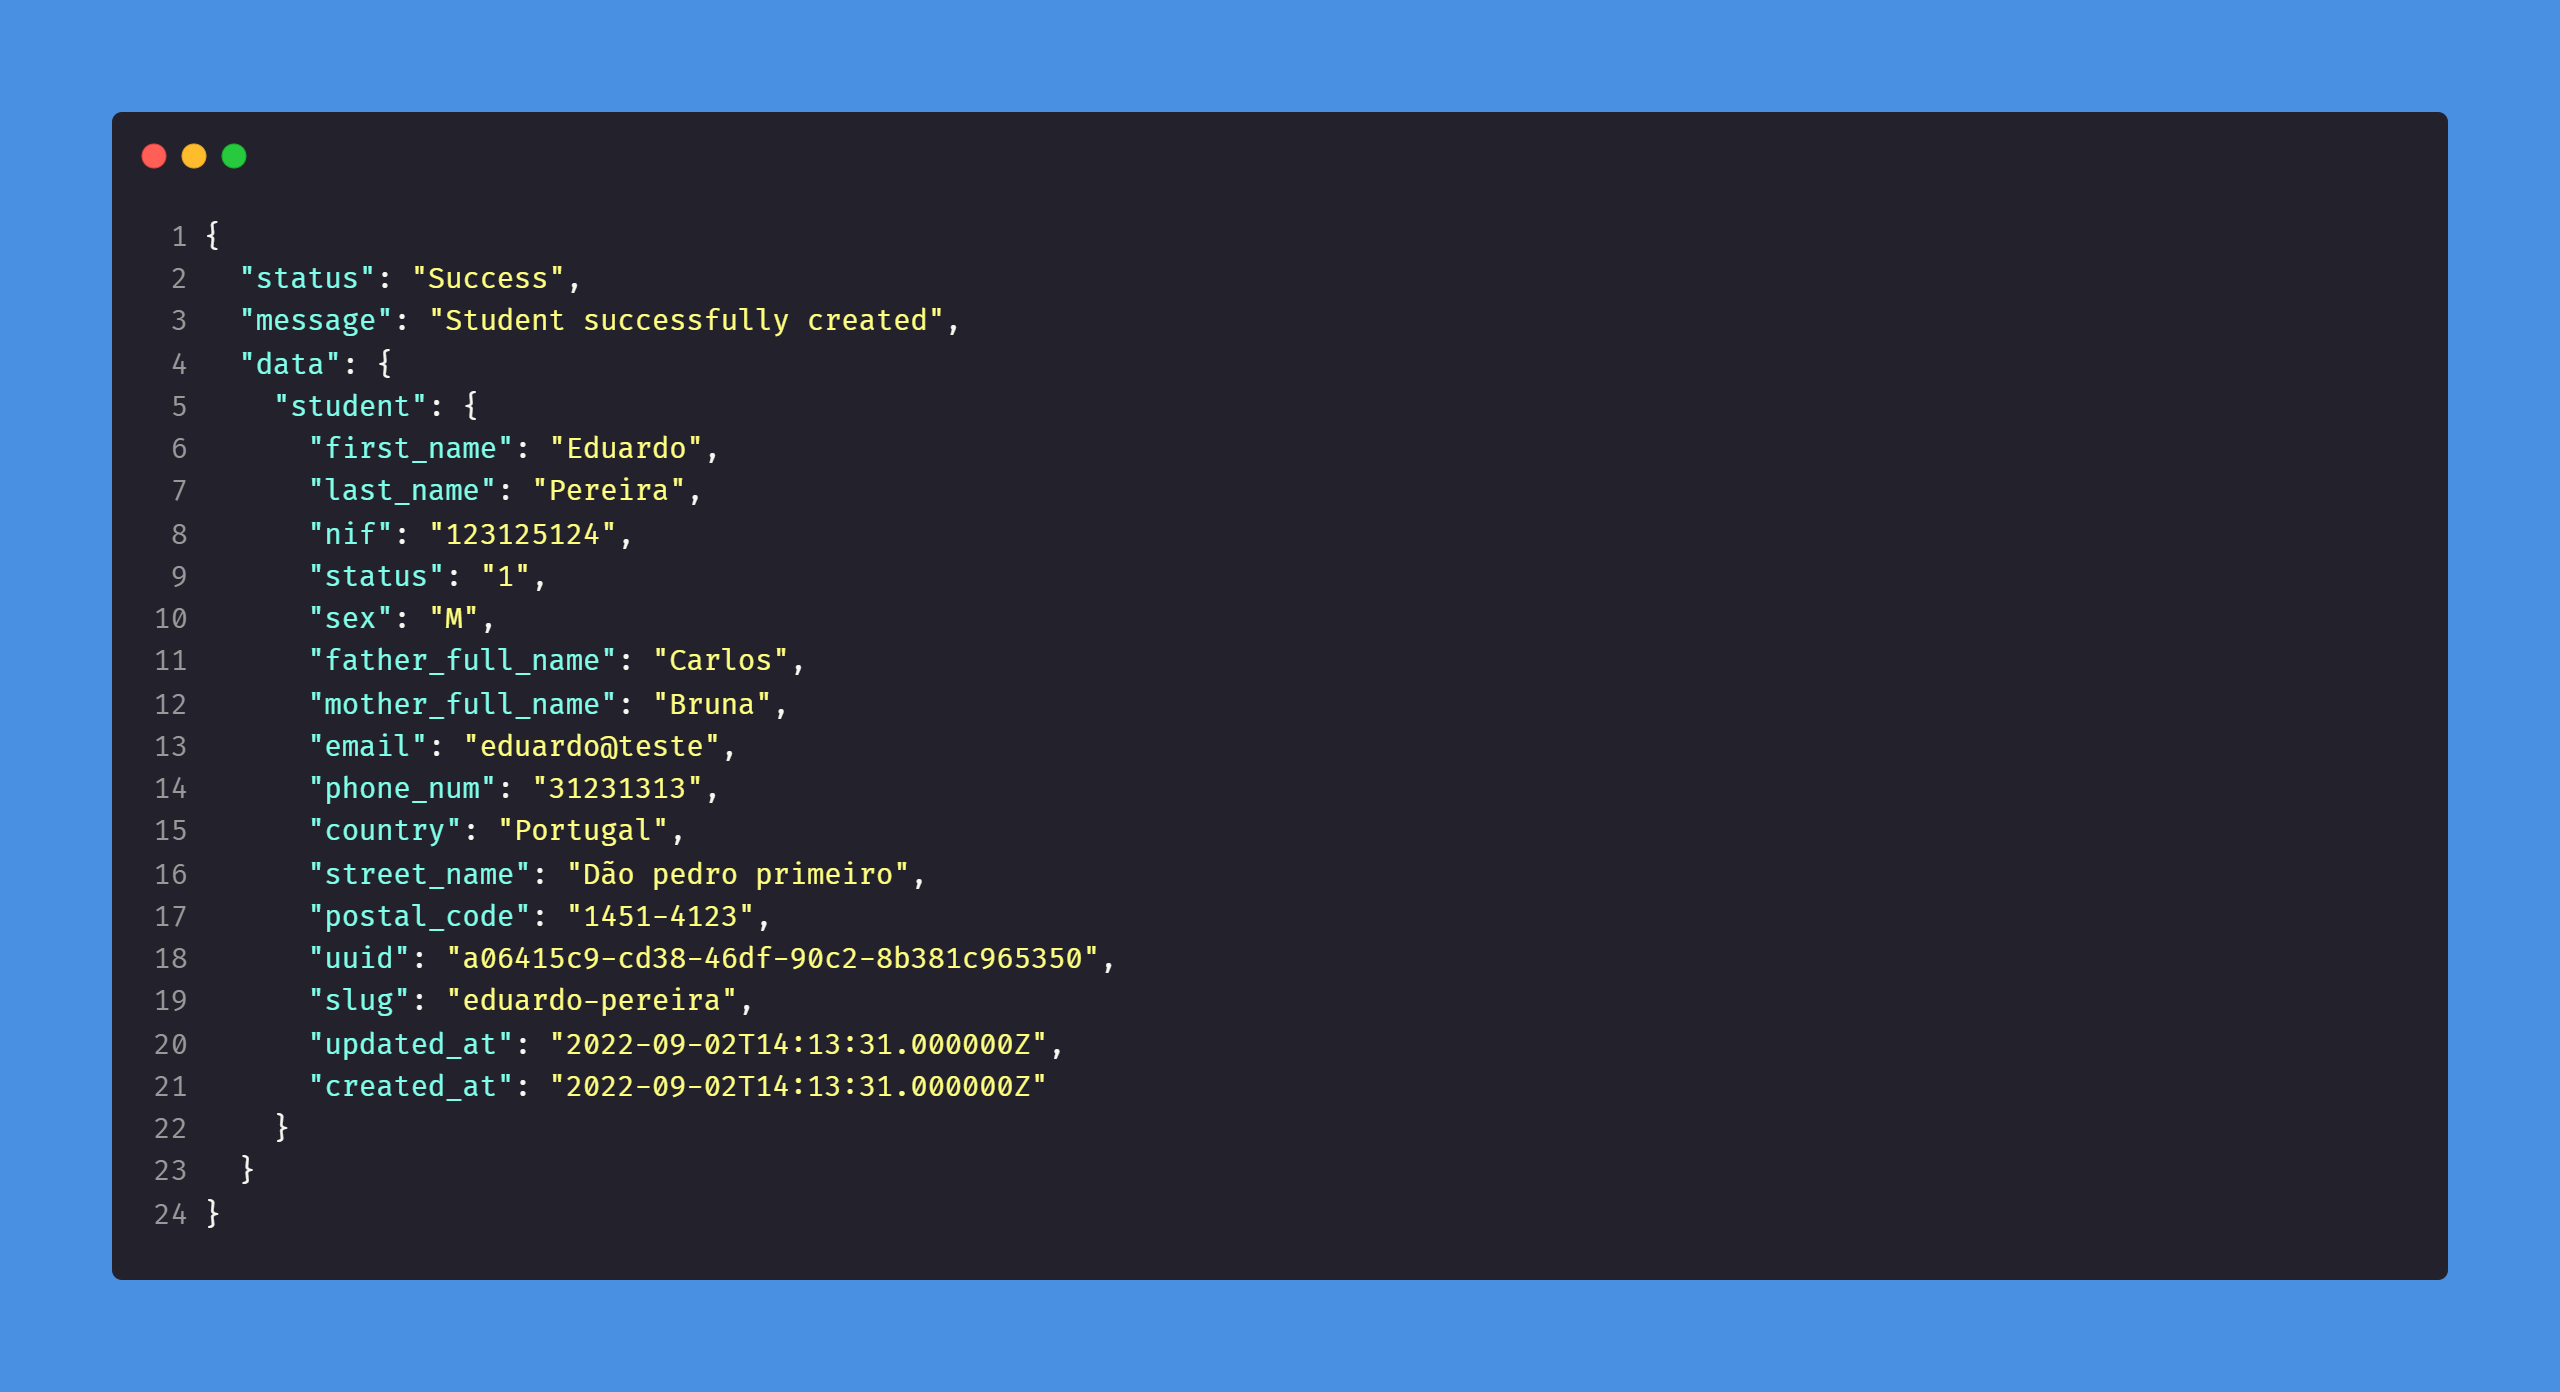 1 {
2   "status": "Success",
3   "message": "Student successfully created",
4   "data": {
5     "student": {
6       "first_name": "Eduardo",
7       "last_name": "Pereira",
8       "nif": "123125124",
9       "status": "1",
10       "sex": "M",
11       "father_full_name": "Carlos",
12       "mother_full_name": "Bruna",
13       "email": "eduardo@teste",
14       "phone_num": "31231313",
15       "country": "Portugal",
16       "street_name": "Dão pedro primeiro",
17       "postal_code": "1451-4123",
18       "uuid": "a06415c9-cd38-46df-90c2-8b381c965350",
19       "slug": "eduardo-pereira",
20       "updated_at": "2022-09-02T14:13:31.000000Z",
21       "created_at": "2022-09-02T14:13:31.000000Z"
22     }
23   }
24 }